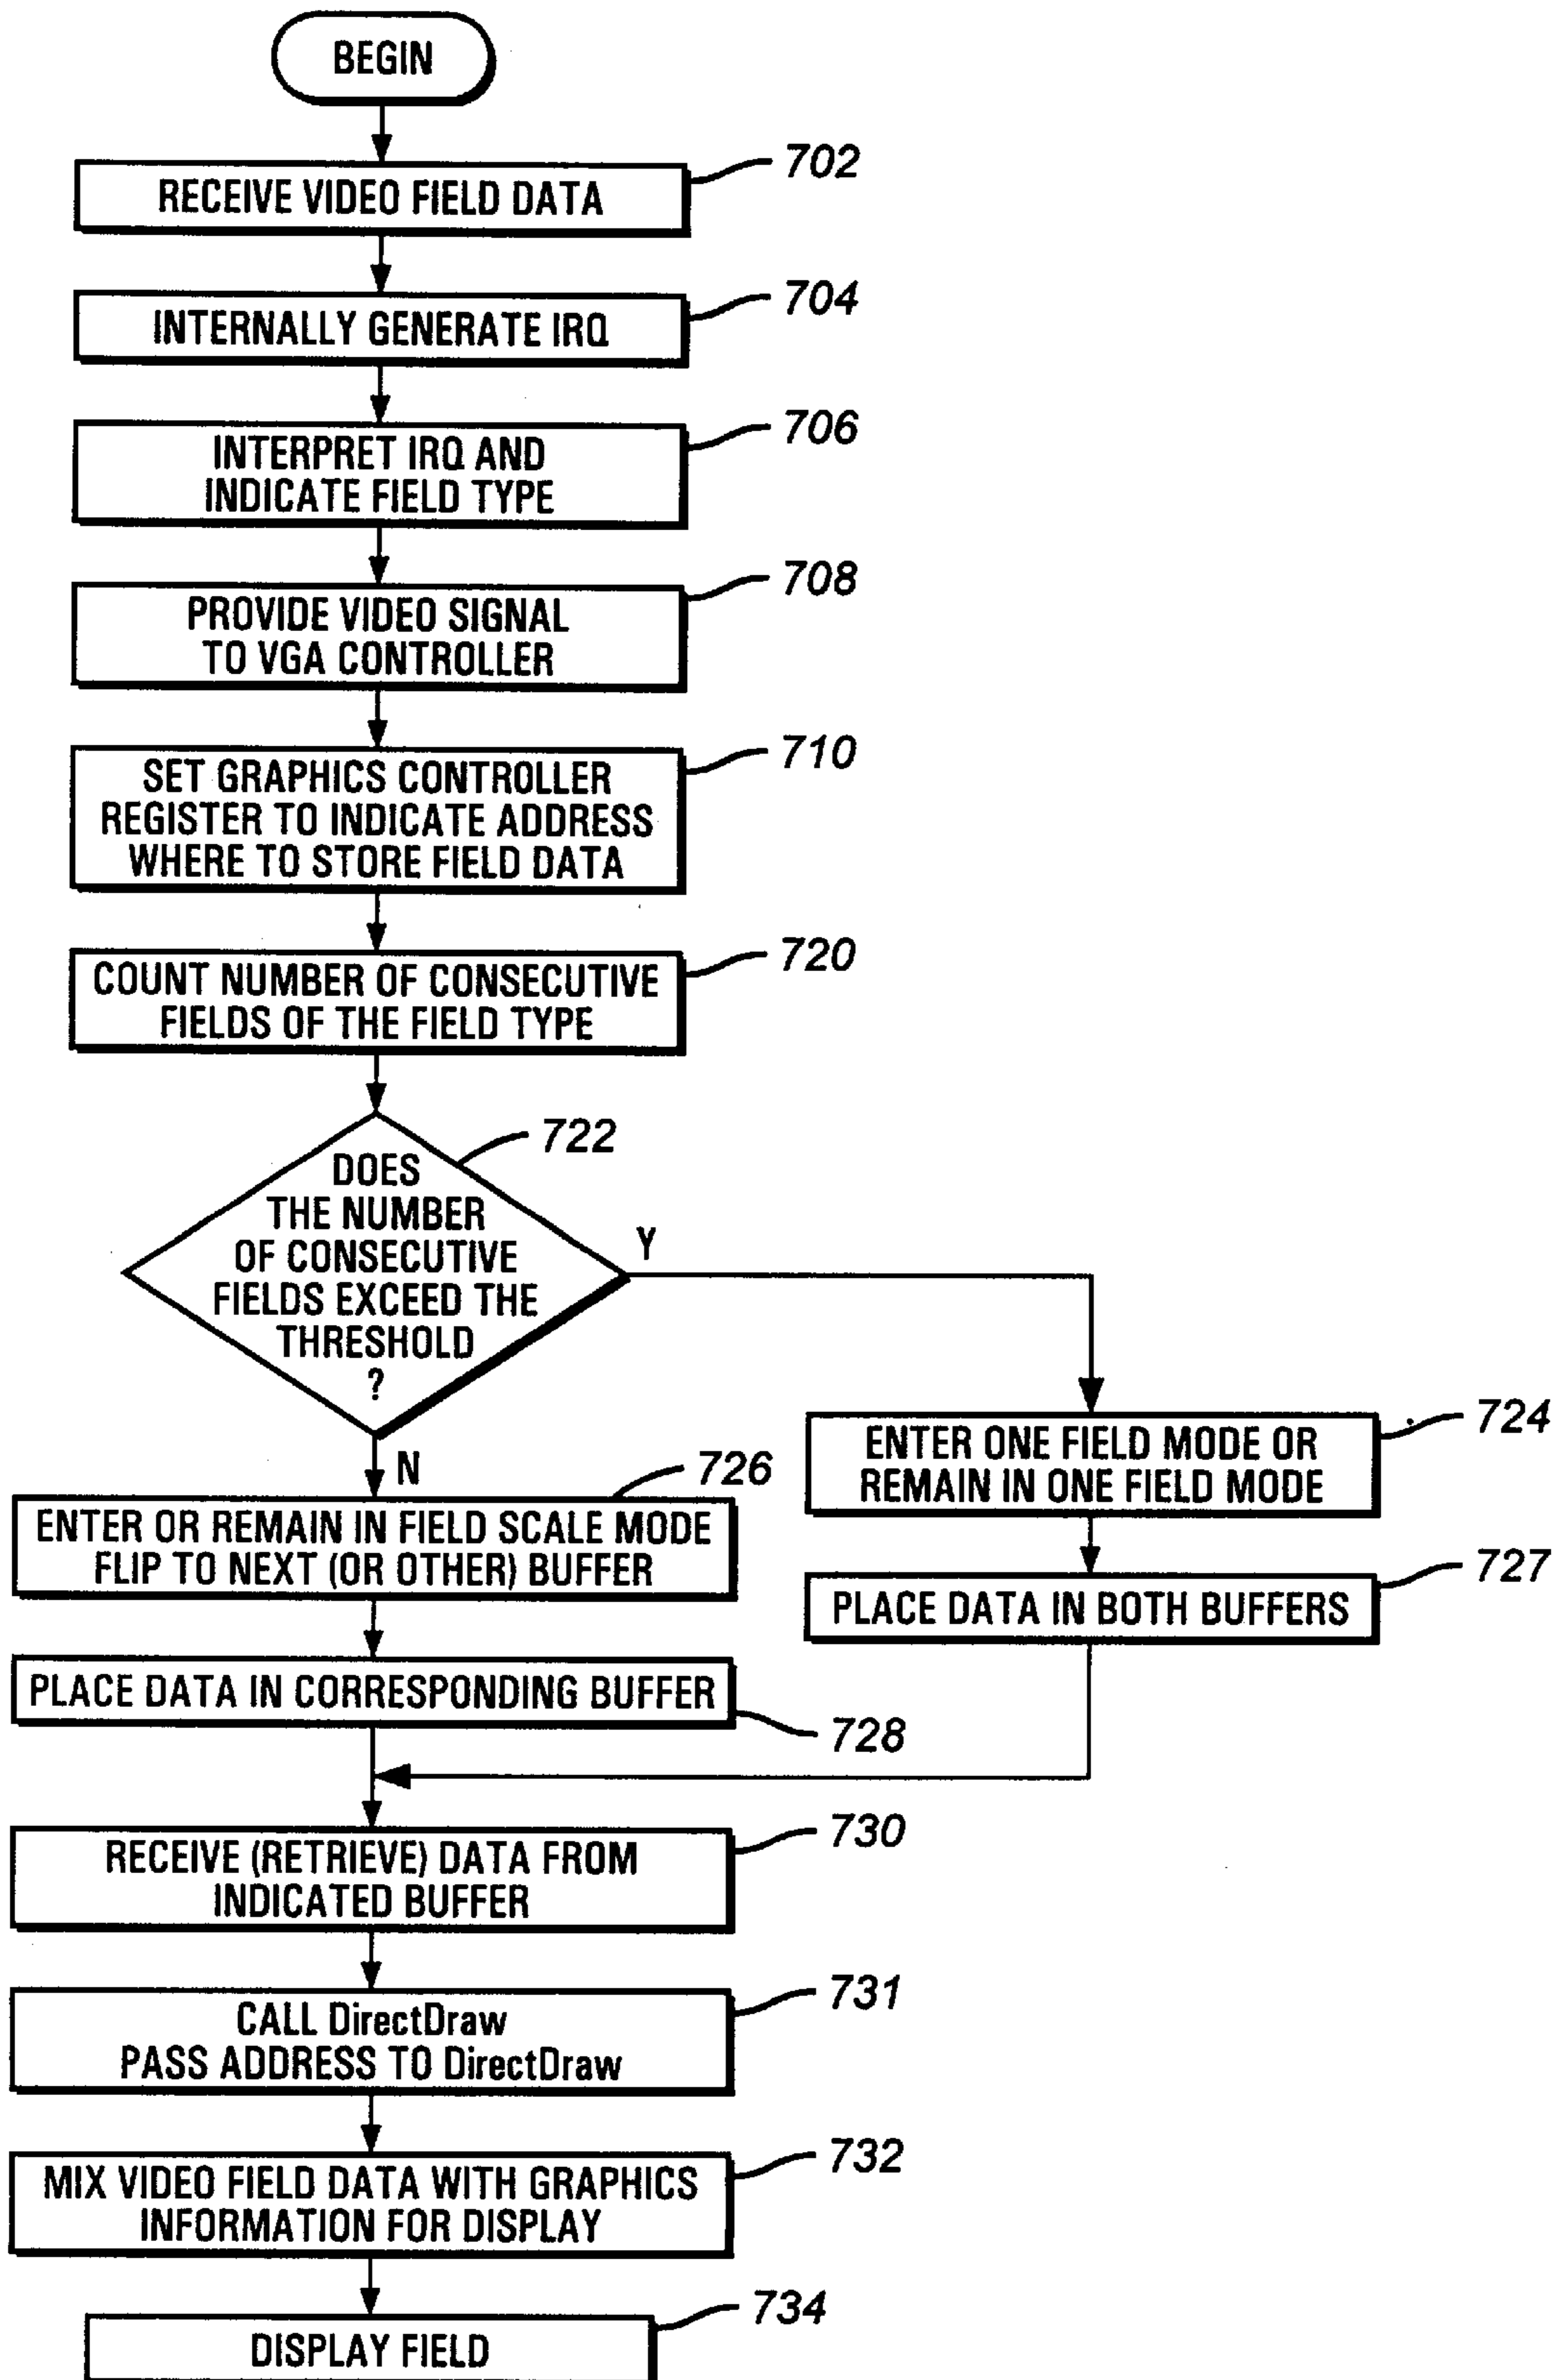 BEGIN
RECEIVE VIDEO FIELD DATA
702
INTERNALLY GENERATE IRQ
704
INTERPRET IRQ AND
INDICATE FIELD TYPE
706
PROVIDE VIDEO SIGNAL
TO VGA CONTROLLER
708
SET GRAPHICS CONTROLLER
REGISTER TO INDICATE ADDRESS
WHERE TO STORE FIELD DATA
710
COUNT NUMBER OF CONSECUTIVE
FIELDS OF THE FIELD TYPE
720
DOES
THE NUMBER
OF CONSECUTIVE
FIELDS EXCEED THE
THRESHOLD
?
722
Y
N
ENTER ONE FIELD MODE OR
REMAIN IN ONE FIELD MODE
724
ENTER OR REMAIN IN FIELD SCALE MODE
FLIP TO NEXT (OR OTHER) BUFFER
726
PLACE DATA IN BOTH BUFFERS
727
PLACE DATA IN CORRESPONDING BUFFER
728
RECEIVE (RETRIEVE) DATA FROM
INDICATED BUFFER
730
CALL DirectDraw
PASS ADDRESS TO DirectDraw
731
MIX VIDEO FIELD DATA WITH GRAPHICS
INFORMATION FOR DISPLAY
732
DISPLAY FIELD
734